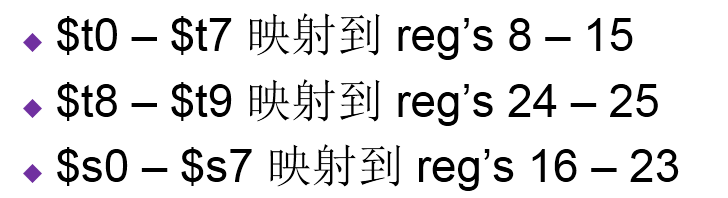 ◆ $t0 – $t7 映射到 reg’s 8 – 15
◆ $t8 – $t9 映射到 reg’s 24 – 25
◆ $s0 – $s7 映射到 reg’s 16 – 23